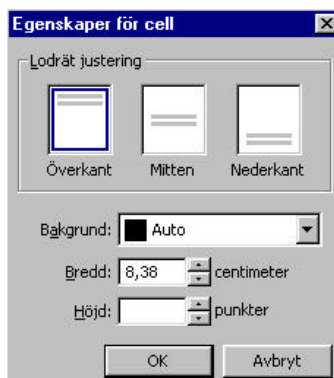 Egenskaper för cell
Lodrät justering
Överkant Mitten Nederkant
Bakgrund: Auto
Bredd: 8,38 centimeter
Höjd: punkter
OK Avbryt